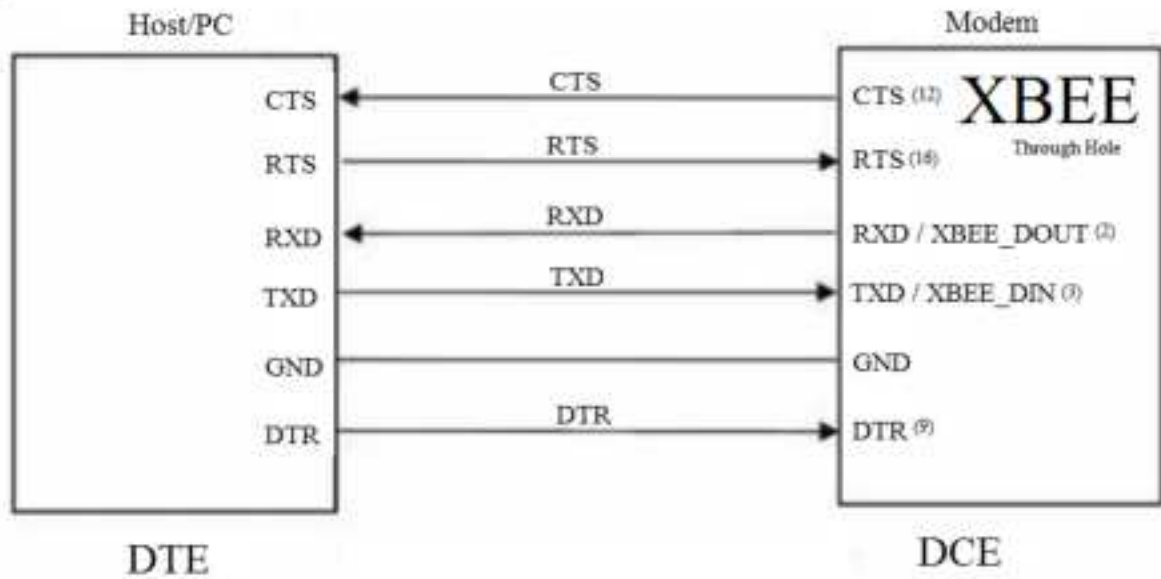 Host/PC
Modem
CTS
CTS
CTS (12)
XBEE
Through Hole
RTS
RTS
RTS (16)
RXD
RXD
RXD / XBEE_DOUT (2)
TXD
TXD
TXD / XBEE_DIN (3)
GND
GND
DTR
DTR
DTR (9)
DTE
DCE